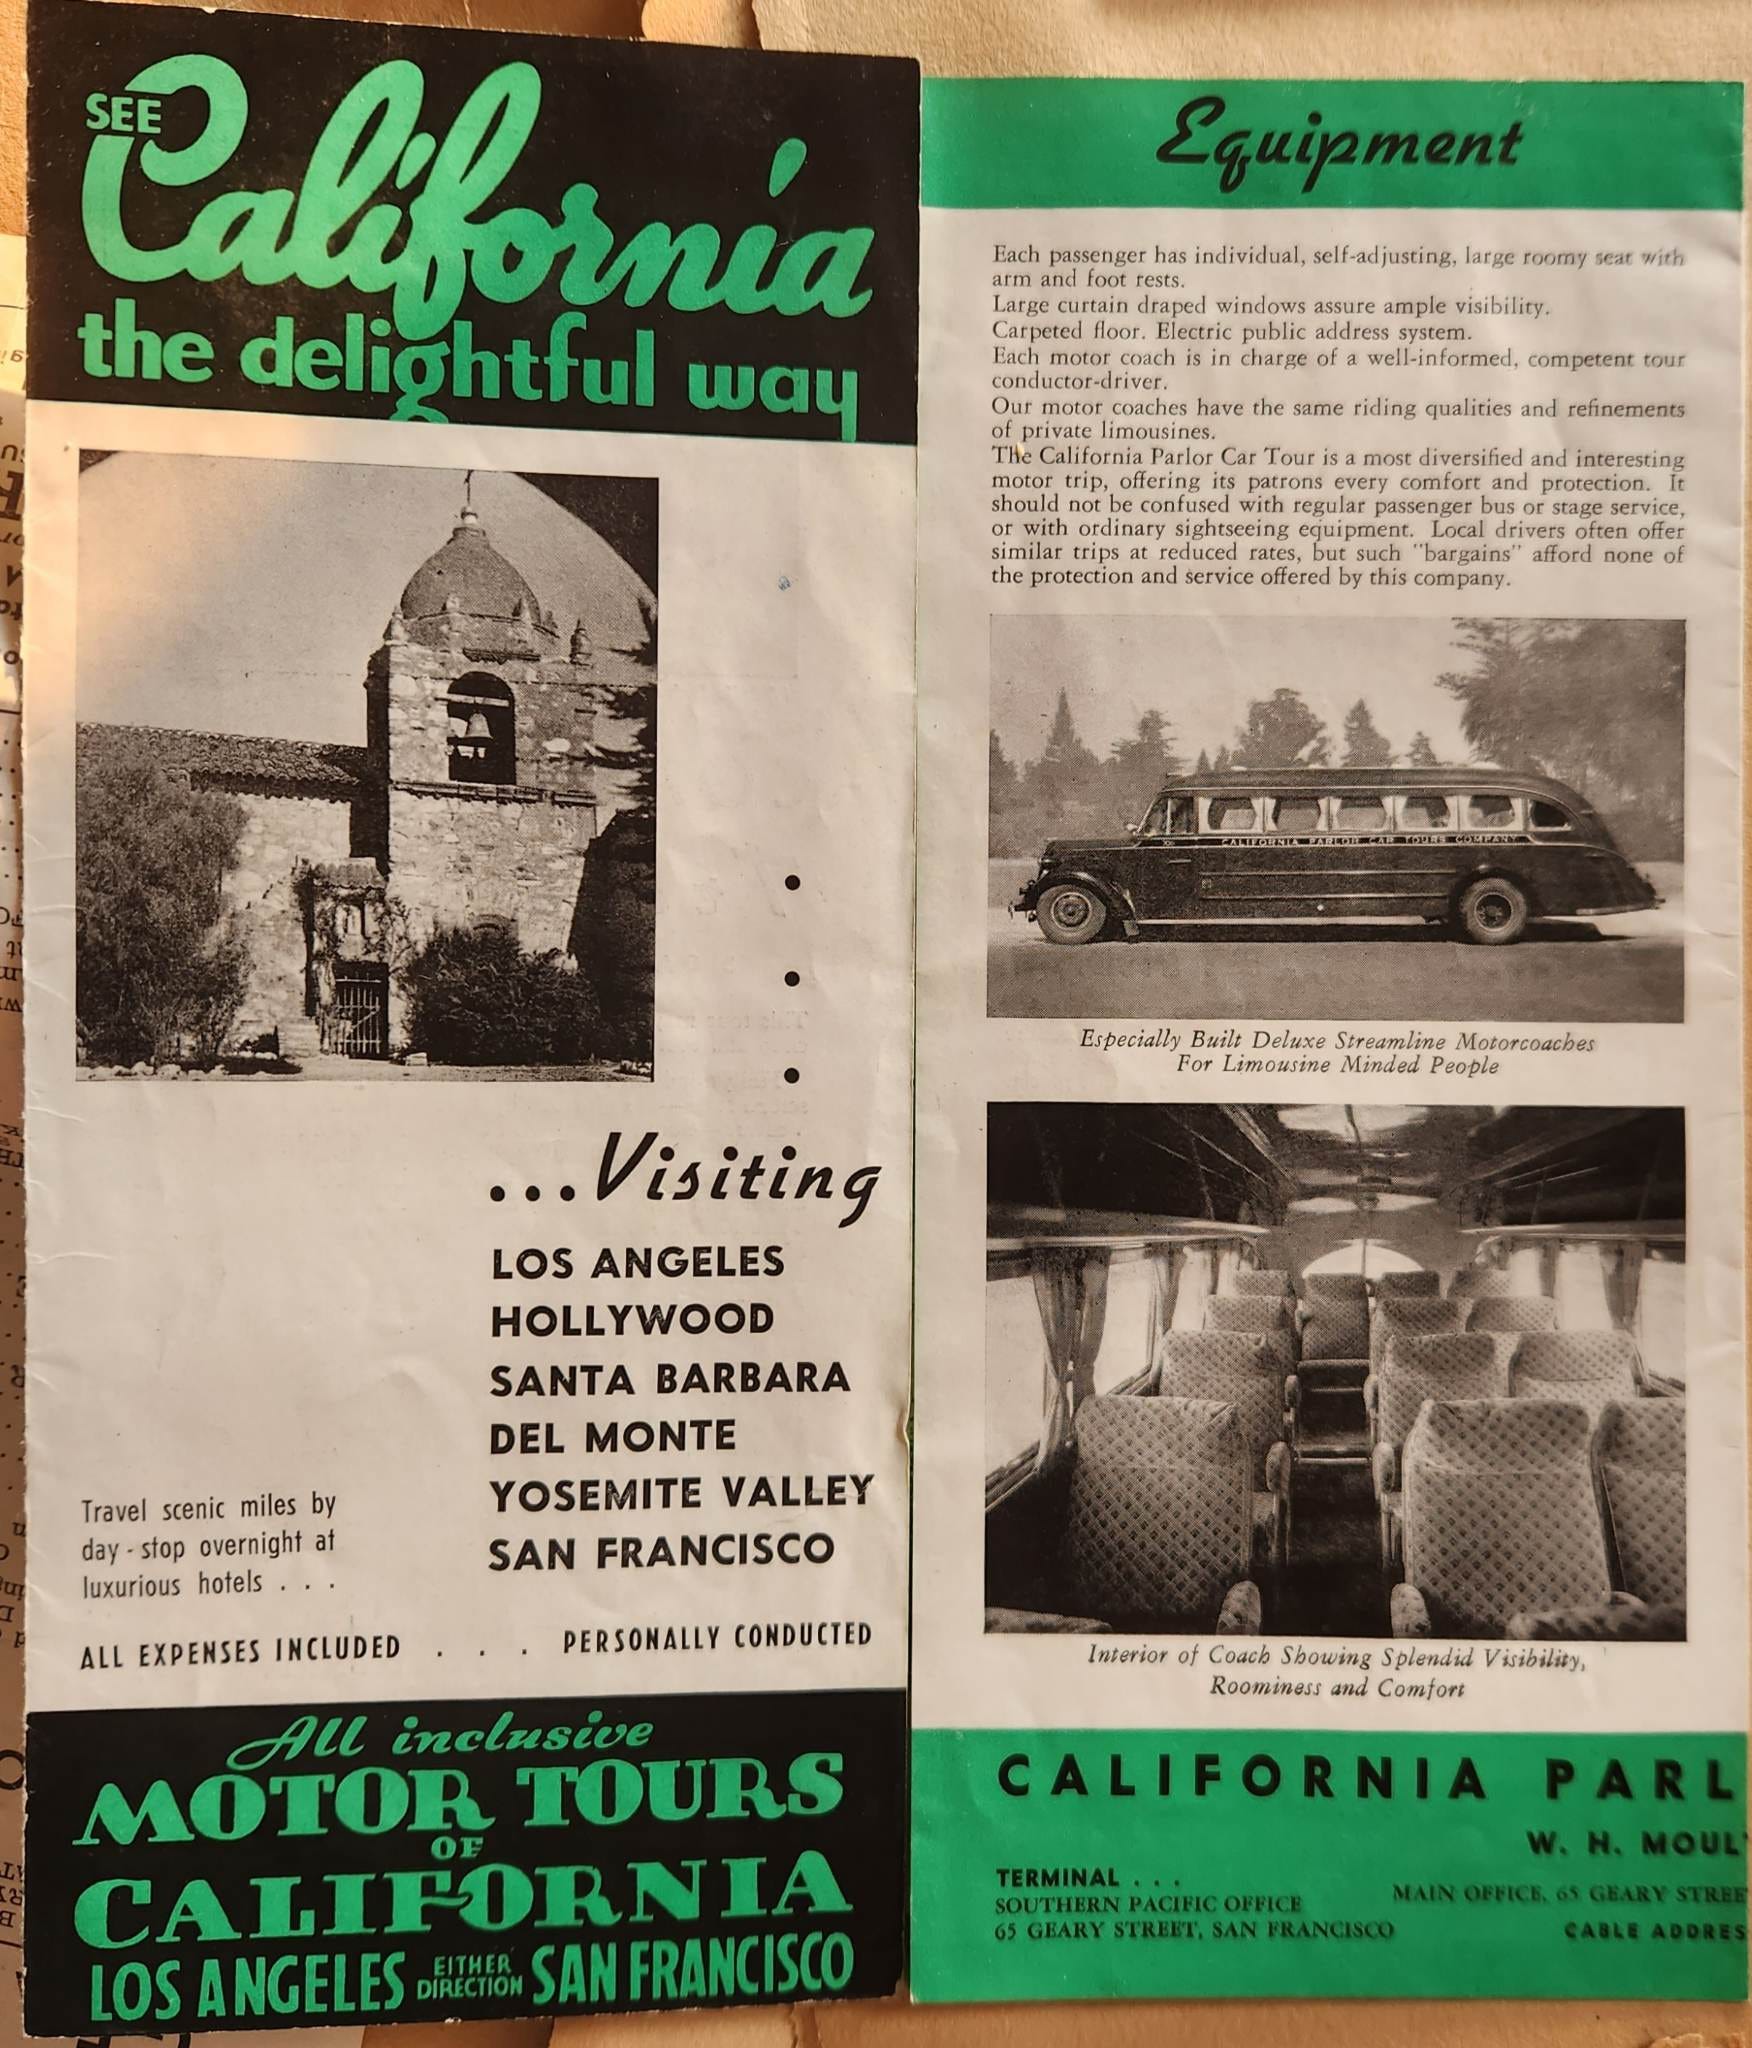 SEE
California
the delightful way
...Visiting
LOS ANGELES
HOLLYWOOD
SANTA BARBARA
DEL MONTE
YOSEMITE VALLEY
SAN FRANCISCO
Travel scenic miles by
day - stop overnight at
luxurious hotels . . .
ALL EXPENSES INCLUDED . . . PERSONALLY CONDUCTED
All inclusive
MOTOR TOURS
OF
CALIFORNIA
LOS ANGELES EITHER DIRECTION SAN FRANCISCO
Equipment
Each passenger has individual, self-adjusting, large roomy seat with
arm and foot rests.
Large curtain draped windows assure ample visibility.
Carpeted floor. Electric public address system.
Each motor coach is in charge of a well-informed, competent tour
conductor-driver.
Our motor coaches have the same riding qualities and refinements
of private limousines.
The California Parlor Car Tour is a most diversified and interesting
motor trip, offering its patrons every comfort and protection. It
should not be confused with regular passenger bus or stage service,
or with ordinary sightseeing equipment. Local drivers often offer
similar trips at reduced rates, but such "bargains" afford none of
the protection and service offered by this company.
CALIFORNIA PARLOR CAR TOURS COMPANY
Especially Built Deluxe Streamline Motorcoaches
For Limousine Minded People
Interior of Coach Showing Splendid Visibility,
Roominess and Comfort
CALIFORNIA PARL
W. H. MOUL
TERMINAL . . .
SOUTHERN PACIFIC OFFICE
65 GEARY STREET, SAN FRANCISCO
MAIN OFFICE, 65 GEARY STREE
CABLE ADDRES